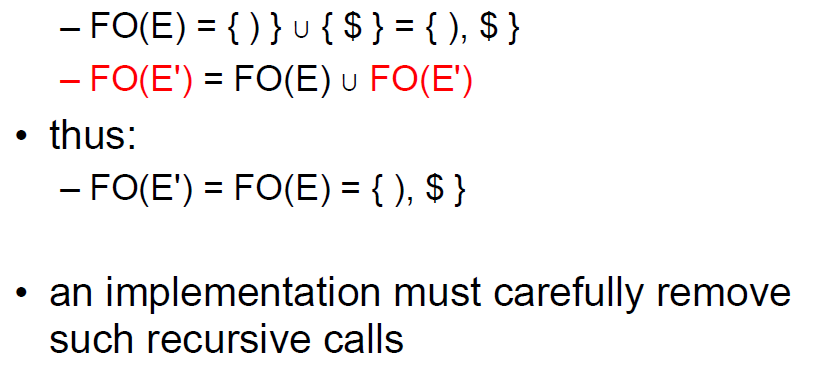 – FO(E) = { ) } ∪ { $ } = { ), $ }
– FO(E') = FO(E) ∪ FO(E')
• thus:
– FO(E') = FO(E) = { ), $ }
• an implementation must carefully remove
such recursive calls